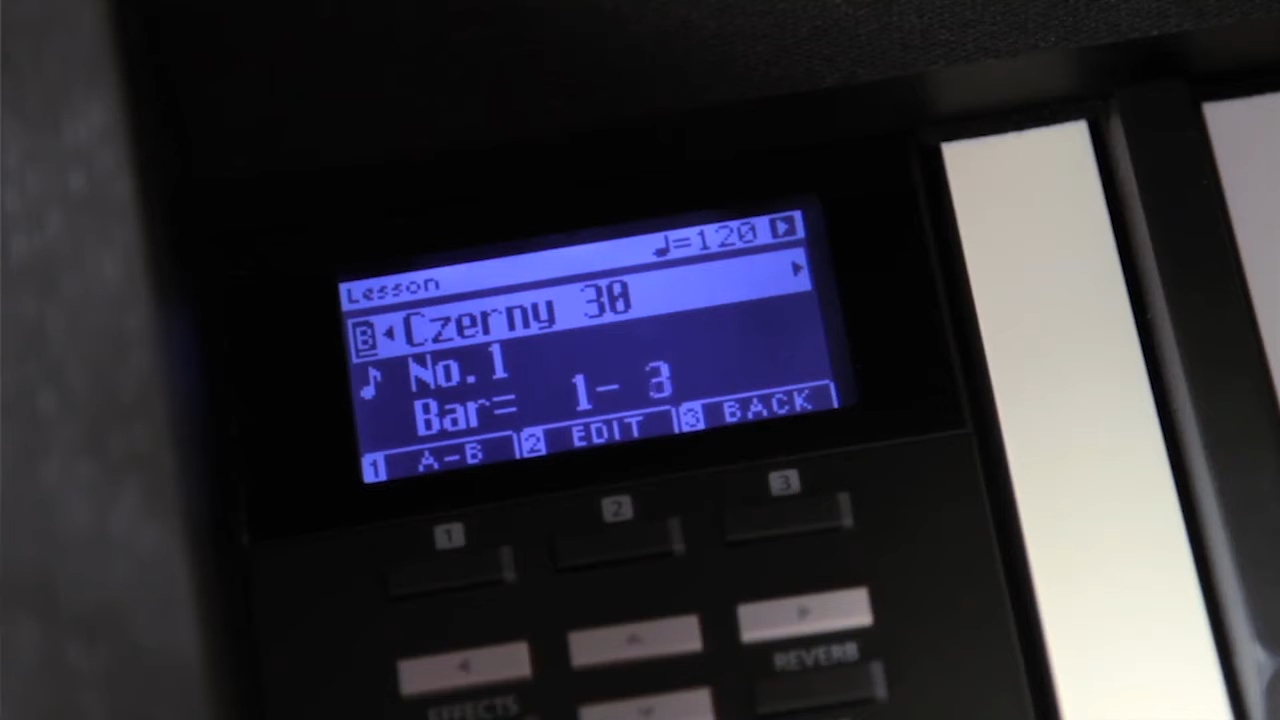 Lesson ♩=120
B Czerny 30
No.1
Bar= 1- 3
1 A-B 2 EDIT 3 BACK
1 2 3
REVERB
EFFECTS